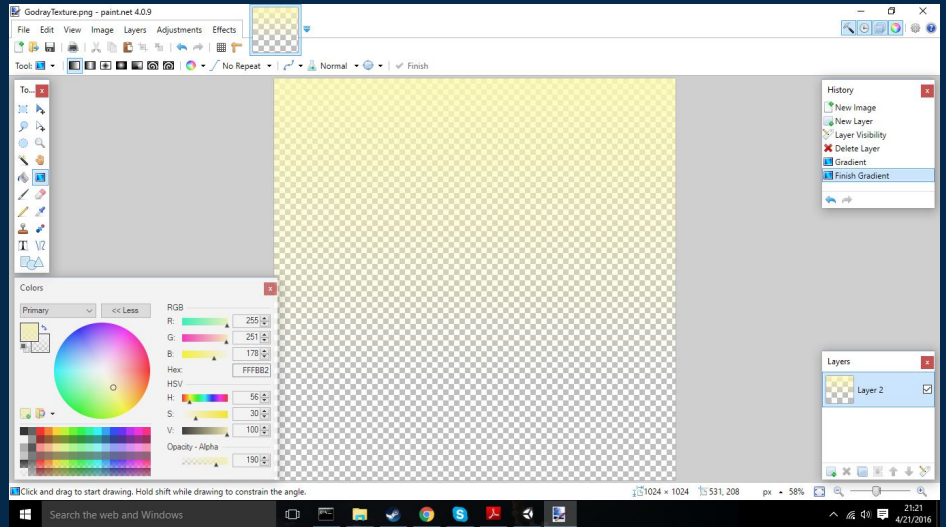 GodrayTexture.png - paint.net 4.0.9
File Edit View Image Layers Adjustments Effects
Tool: No Repeat Normal Finish
To...
History
New Image
New Layer
Layer Visibility
Delete Layer
Gradient
Finish Gradient
Colors
Primary
<< Less
RGB
R: 255
G: 251
B: 178
Hex: FFFBB2
HSV
H: 56
S: 30
V: 100
Opacity - Alpha
190
Layers
Layer 2
Click and drag to start drawing. Hold shift while drawing to constrain the angle.
1024 × 1024 531, 208 px 58%
Search the web and Windows
21:21
4/21/2016